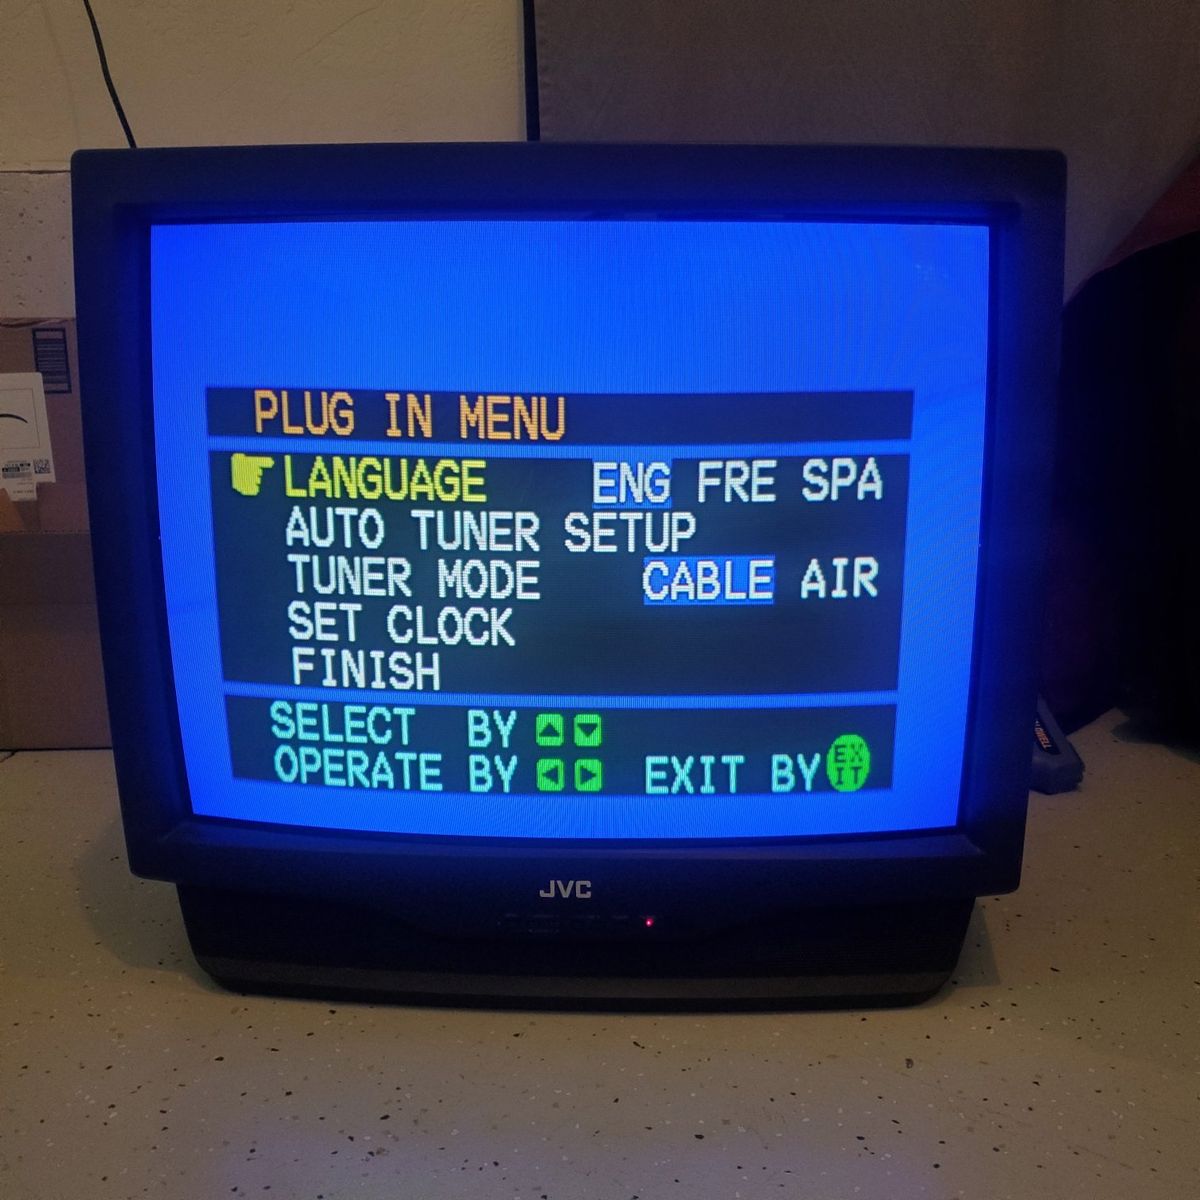 PLUG IN MENU
LANGUAGE ENG FRE SPA
AUTO TUNER SETUP
TUNER MODE CABLE AIR
SET CLOCK
FINISH
SELECT BY
OPERATE BY EXIT BY EXIT
JVC